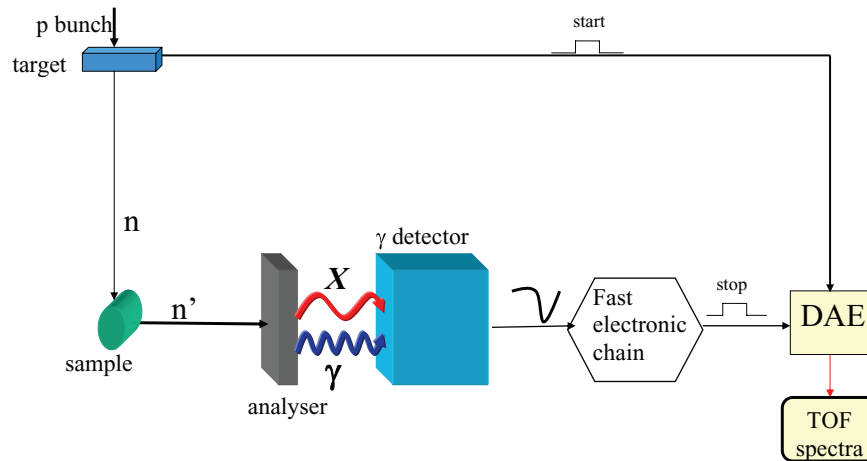 p bunch
target
start
n
γ detector
X
n’
Fast
electronic
chain
stop
DAE
sample
γ
analyser
TOF
spectra